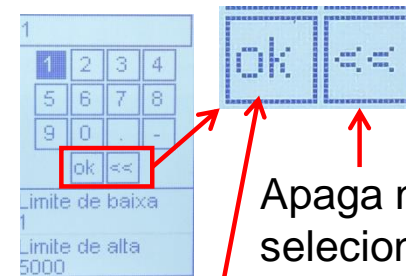 1
1 2 3 4
5 6 7 8
9 0 . -
ok <<
Limite de baixa
1
Limite de alta
5000
ok <<
Apaga
selecion